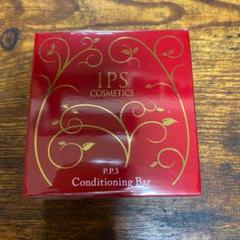 IPS
COSMETICS
P.P.3
Conditioning Bar